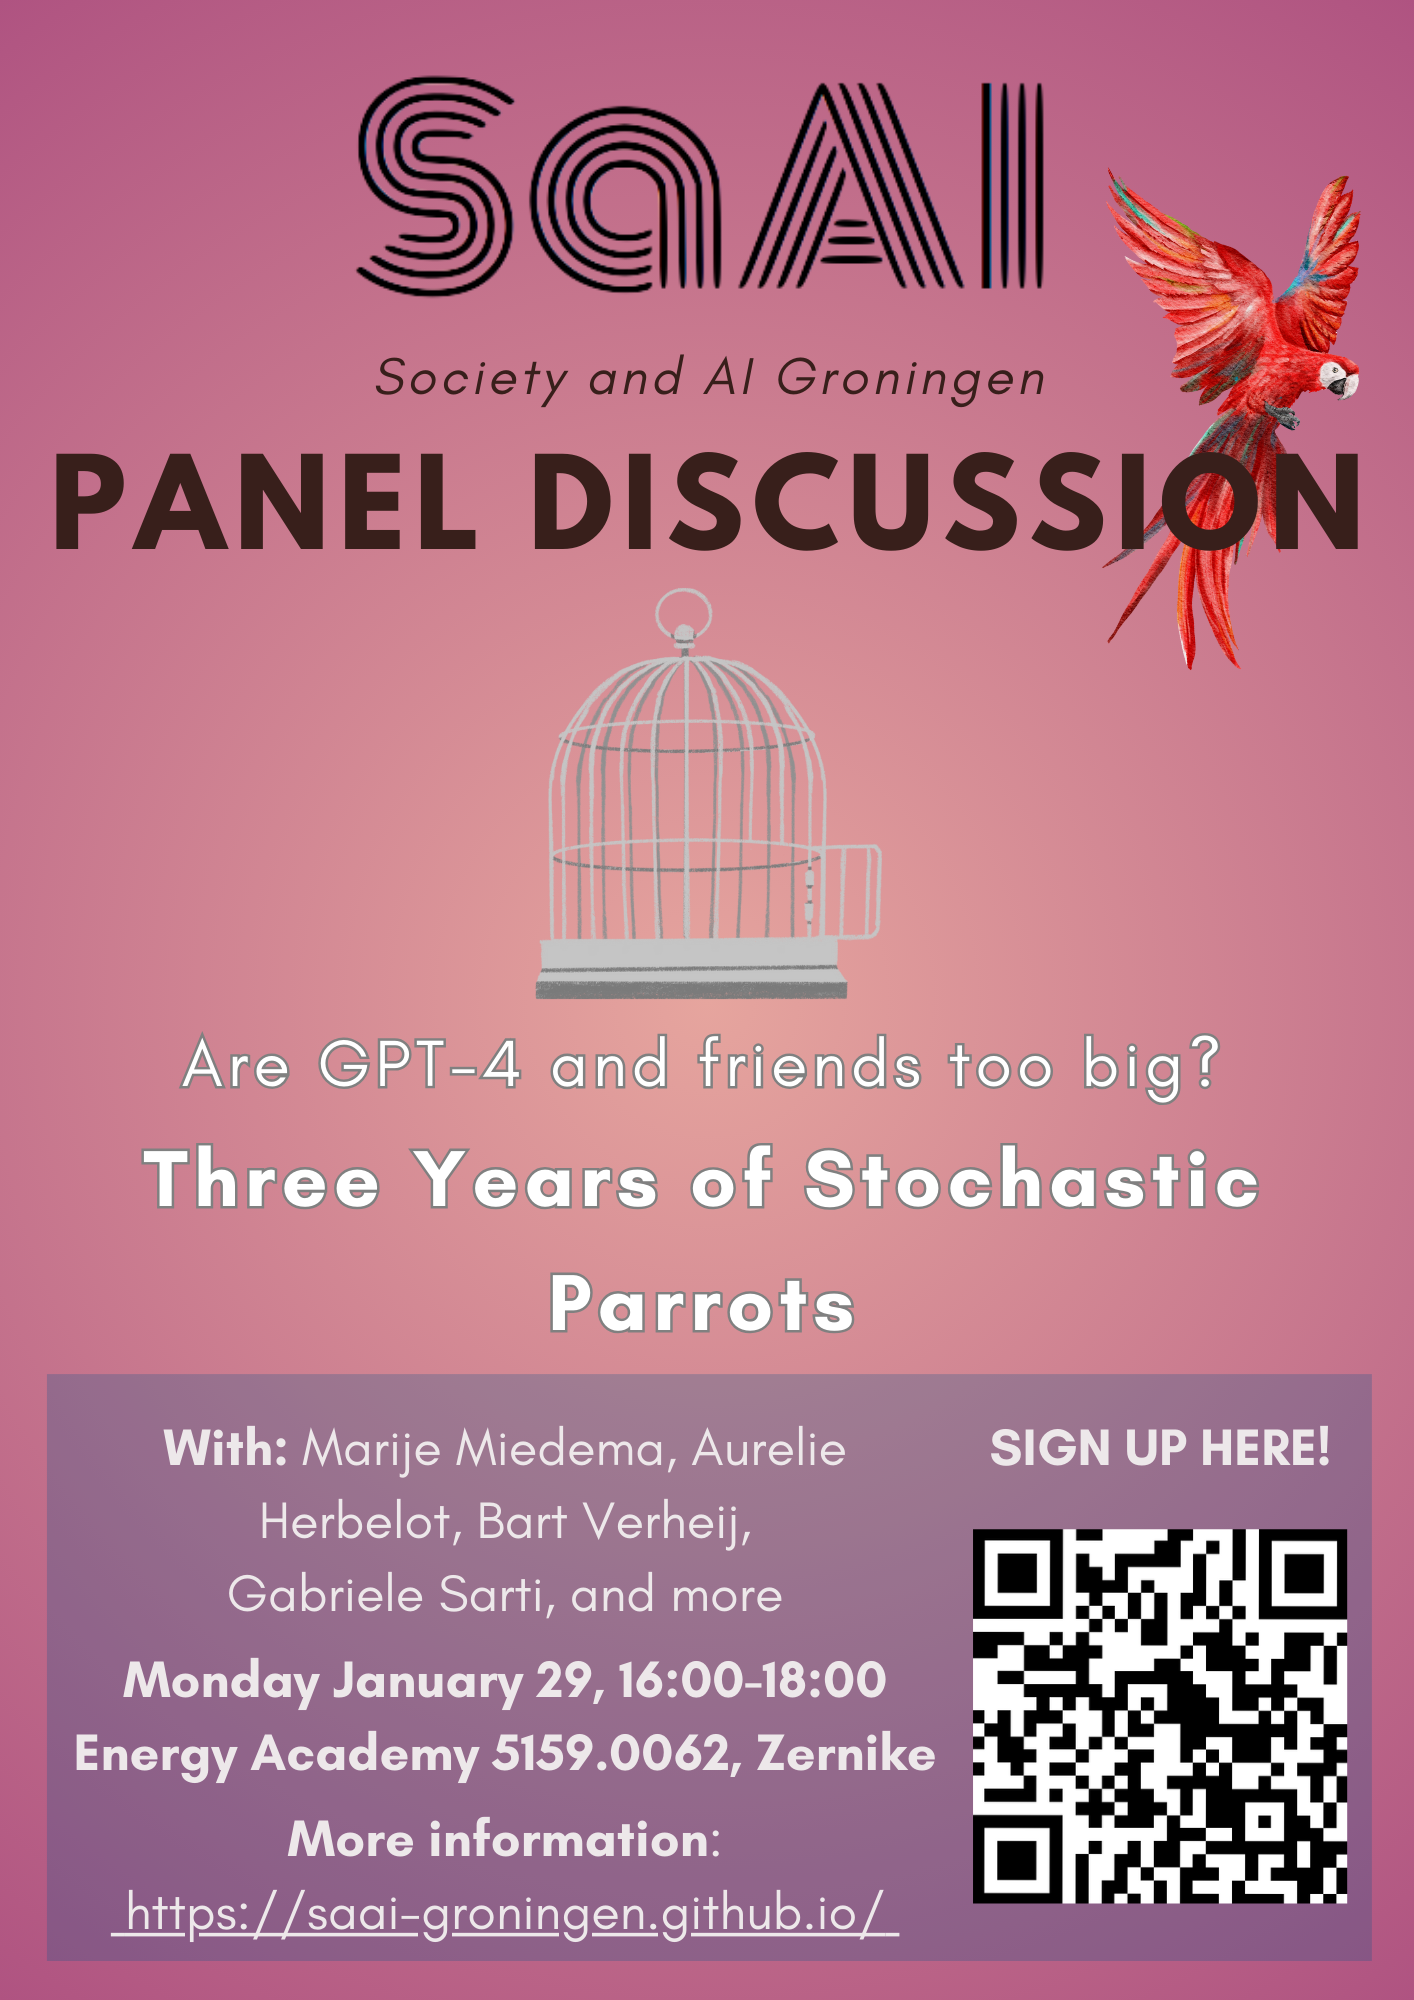 SaAI
Society and AI Groningen
PANEL DISCUSSION
Are GPT-4 and friends too big?
Three Years of Stochastic
Parrots
With: Marije Miedema, Aurelie
Herbelot, Bart Verheij,
Gabriele Sarti, and more
Monday January 29, 16:00-18:00
Energy Academy 5159.0062, Zernike
More information:
https://saai-groningen.github.io/
SIGN UP HERE!